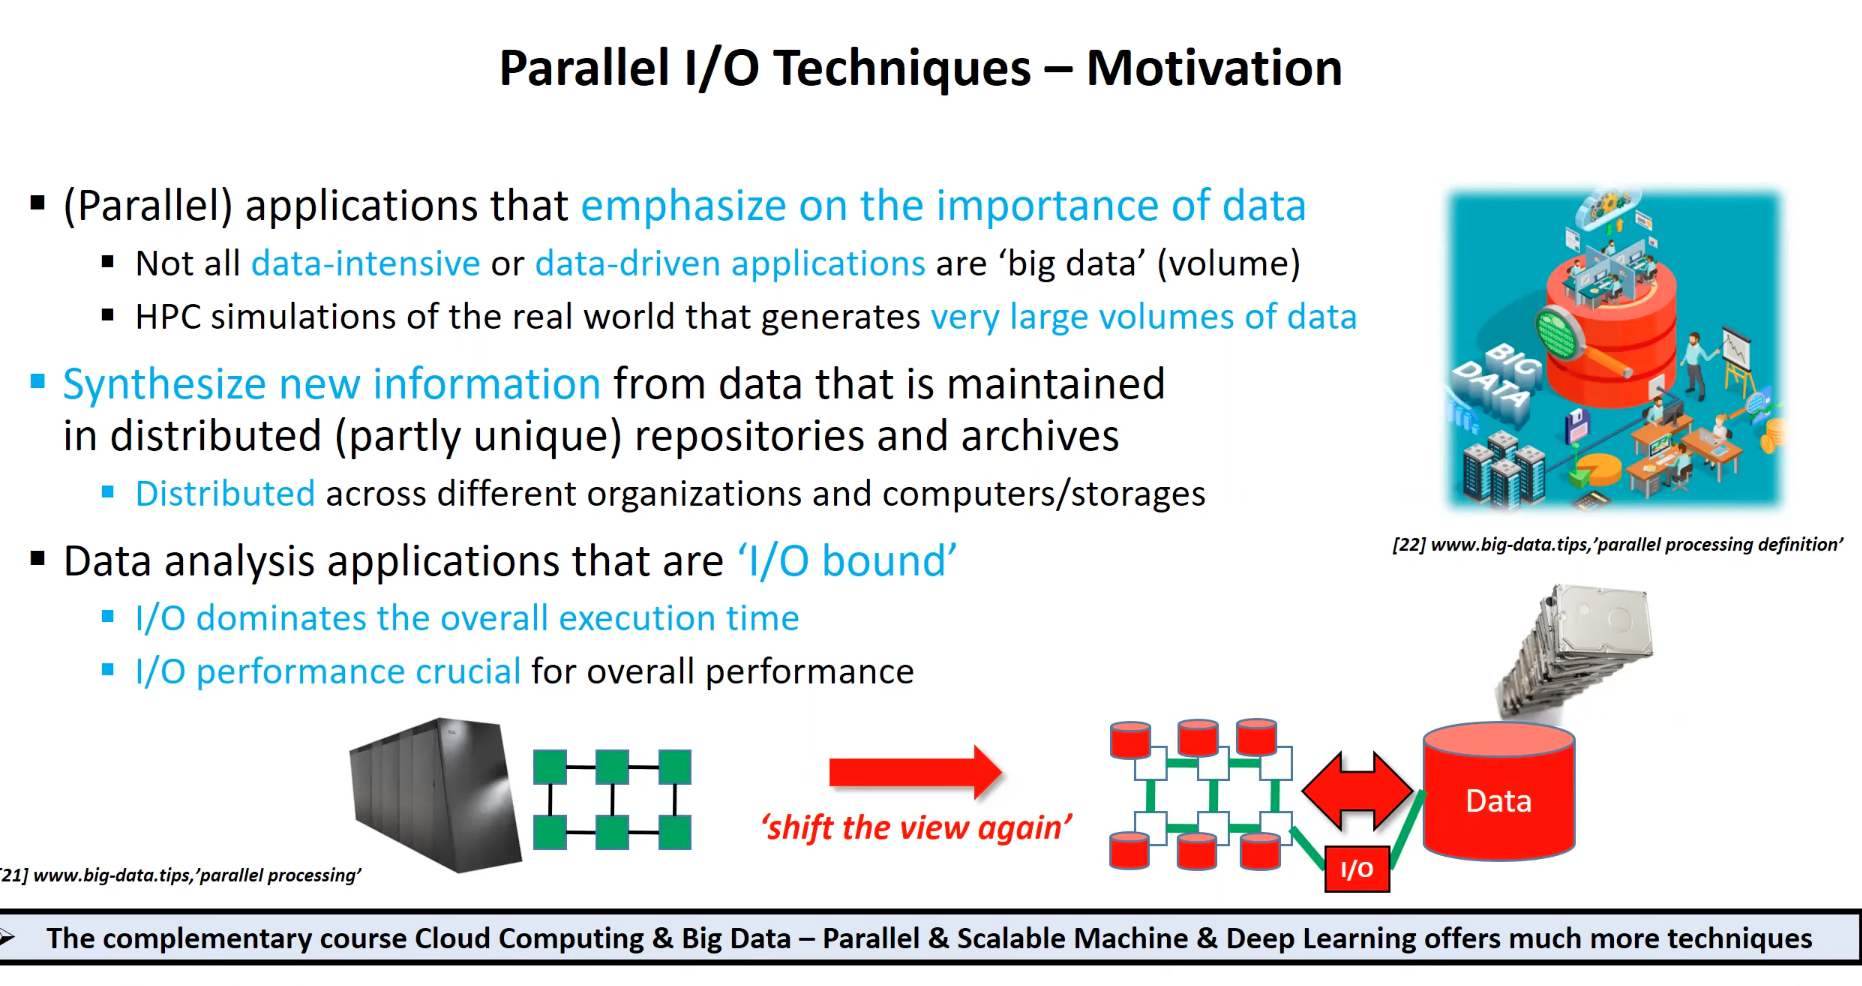 Parallel I/O Techniques – Motivation
▪ (Parallel) applications that emphasize on the importance of data
▪ Not all data-intensive or data-driven applications are ‘big data’ (volume)
▪ HPC simulations of the real world that generates very large volumes of data
▪ Synthesize new information from data that is maintained
in distributed (partly unique) repositories and archives
▪ Distributed across different organizations and computers/storages
▪ Data analysis applications that are ‘I/O bound’
▪ I/O dominates the overall execution time
▪ I/O performance crucial for overall performance
BIG
DATA
[22] www.big-data.tips,’parallel processing definition’
‘shift the view again’
Data
I/O
[21] www.big-data.tips,’parallel processing’
➢ The complementary course Cloud Computing & Big Data – Parallel & Scalable Machine & Deep Learning offers much more techniques